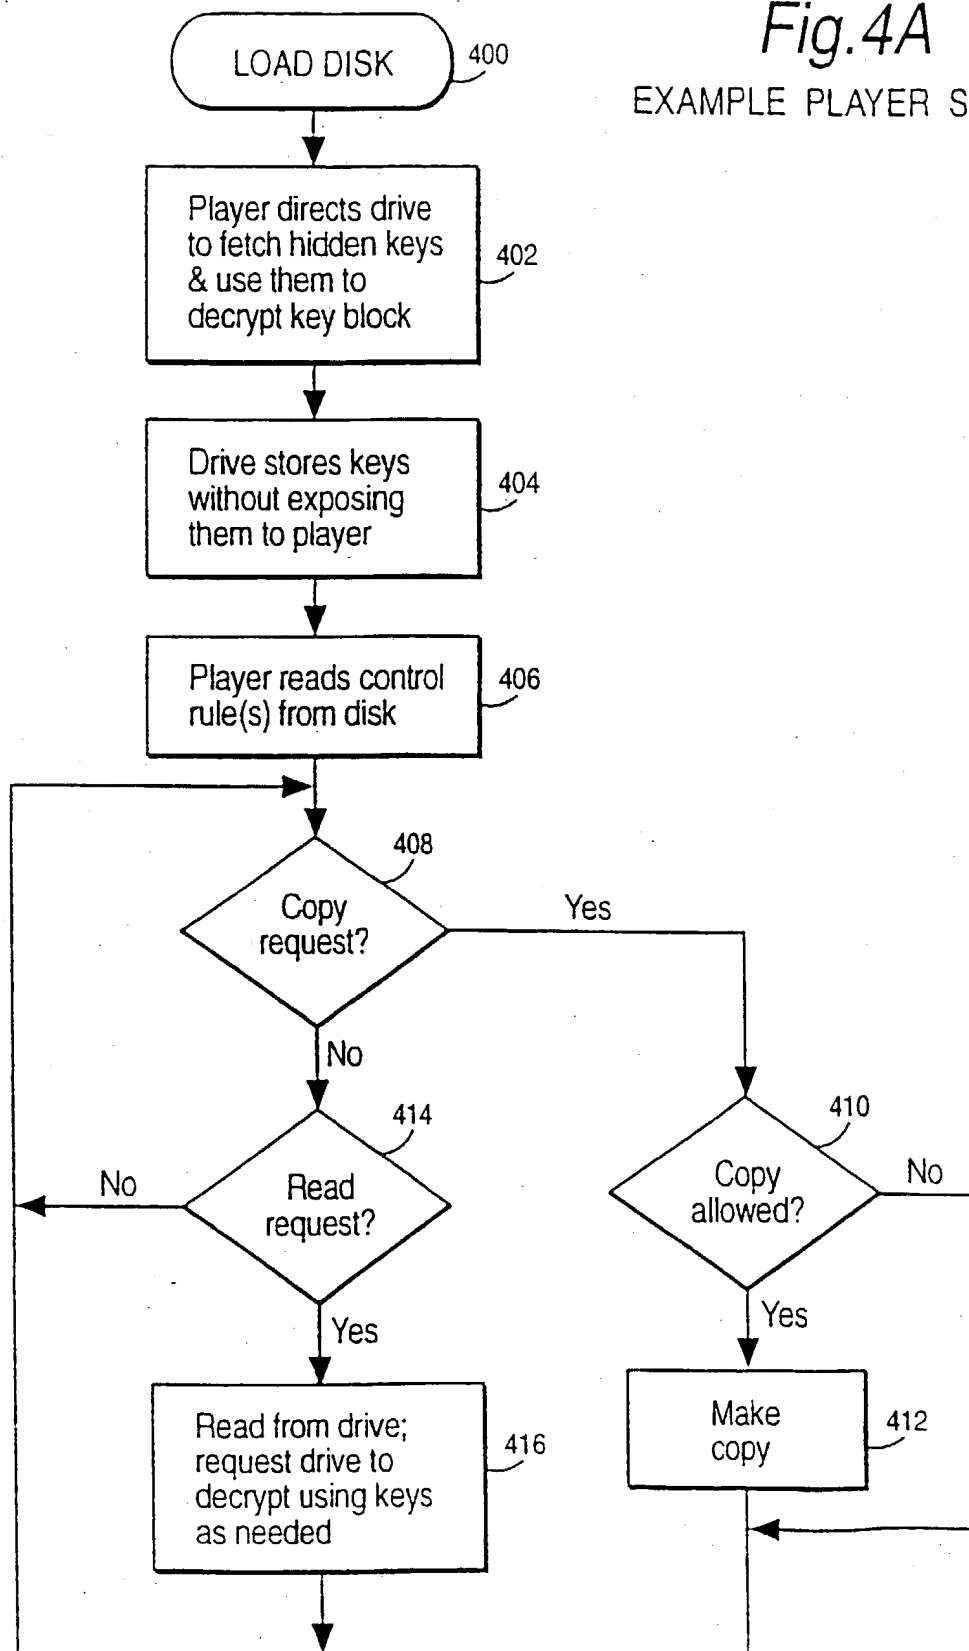 Fig.4A
EXAMPLE PLAYER S
LOAD DISK
400
Player directs drive
to fetch hidden keys
& use them to
decrypt key block
402
Drive stores keys
without exposing
them to player
404
Player reads control
rule(s) from disk
406
408
Copy
request?
Yes
No
414
410
Read
request?
No
Copy
allowed?
No
Yes
Yes
Read from drive;
request drive to
decrypt using keys
as needed
416
Make
copy
412